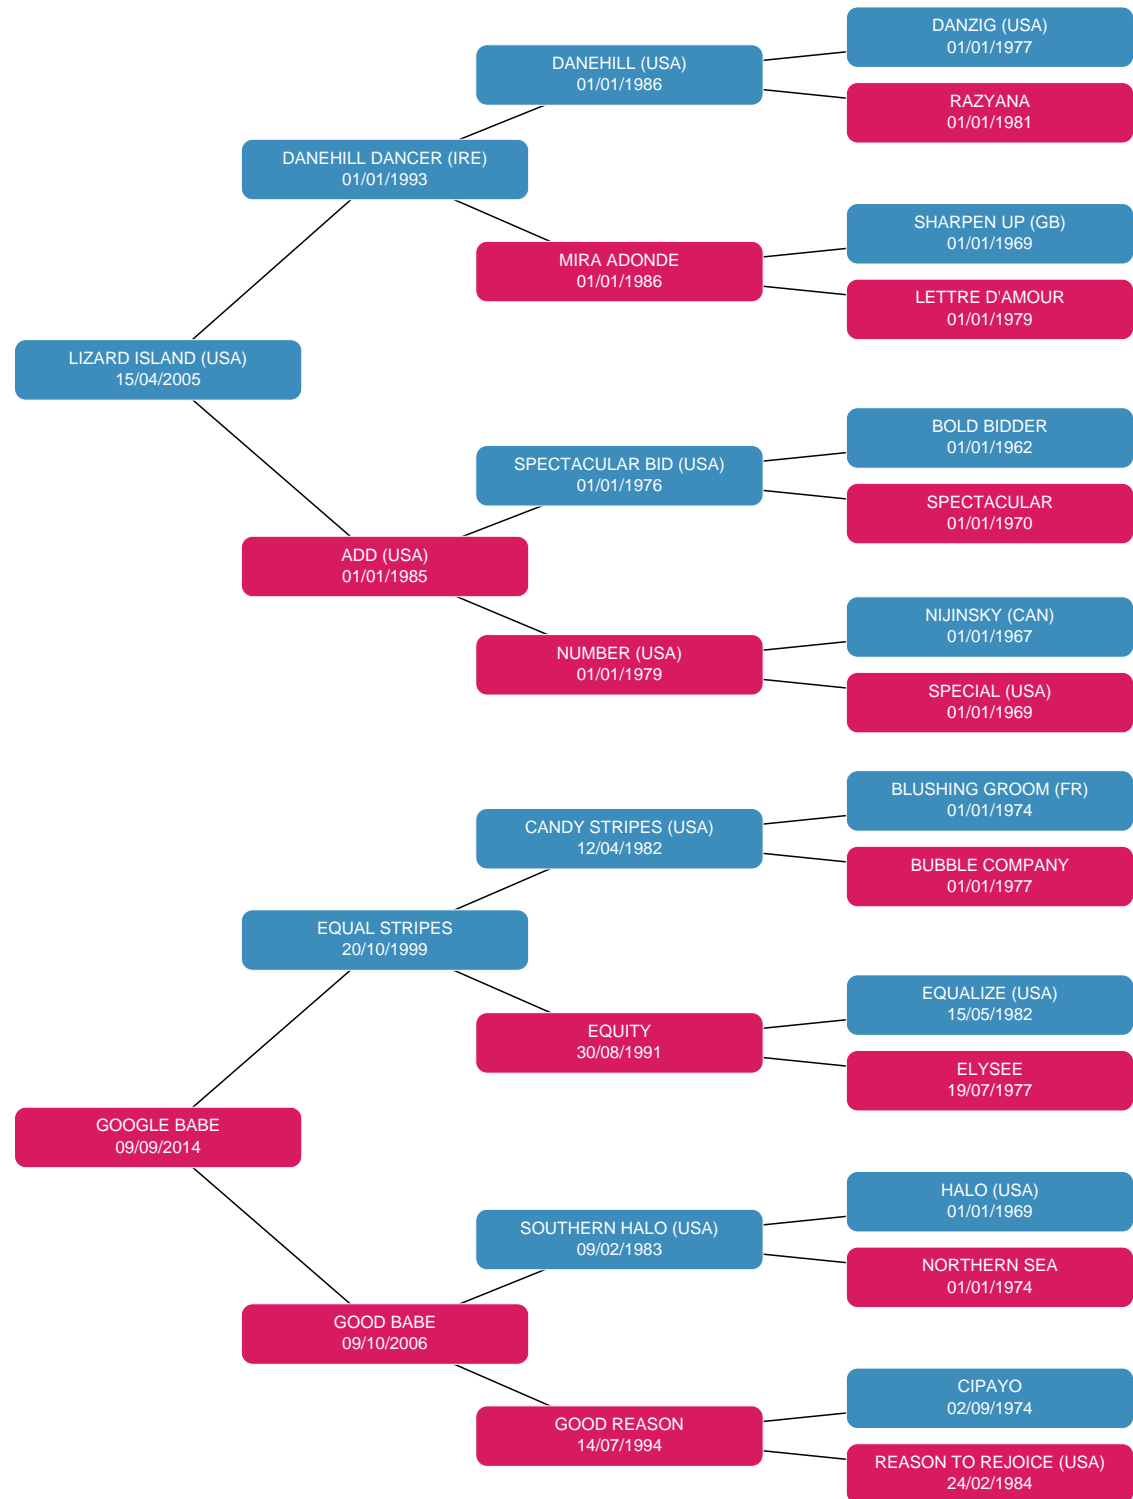 DANZIG (USA)
01/01/1977
DANEHILL (USA)
01/01/1986
RAZYANA
01/01/1981
DANEHILL DANCER (IRE)
01/01/1993
SHARPEN UP (GB)
01/01/1969
MIRA ADONDE
01/01/1986
LETTRE D'AMOUR
01/01/1979
LIZARD ISLAND (USA)
15/04/2005
BOLD BIDDER
01/01/1962
SPECTACULAR BID (USA)
01/01/1976
SPECTACULAR
01/01/1970
ADD (USA)
01/01/1985
NIJINSKY (CAN)
01/01/1967
NUMBER (USA)
01/01/1979
SPECIAL (USA)
01/01/1969
BLUSHING GROOM (FR)
01/01/1974
CANDY STRIPES (USA)
12/04/1982
BUBBLE COMPANY
01/01/1977
EQUAL STRIPES
20/10/1999
EQUALIZE (USA)
15/05/1982
EQUITY
30/08/1991
ELYSEE
19/07/1977
GOOGLE BABE
09/09/2014
HALO (USA)
01/01/1969
SOUTHERN HALO (USA)
09/02/1983
NORTHERN SEA
01/01/1974
GOOD BABE
09/10/2006
CIPAYO
02/09/1974
GOOD REASON
14/07/1994
REASON TO REJOICE (USA)
24/02/1984